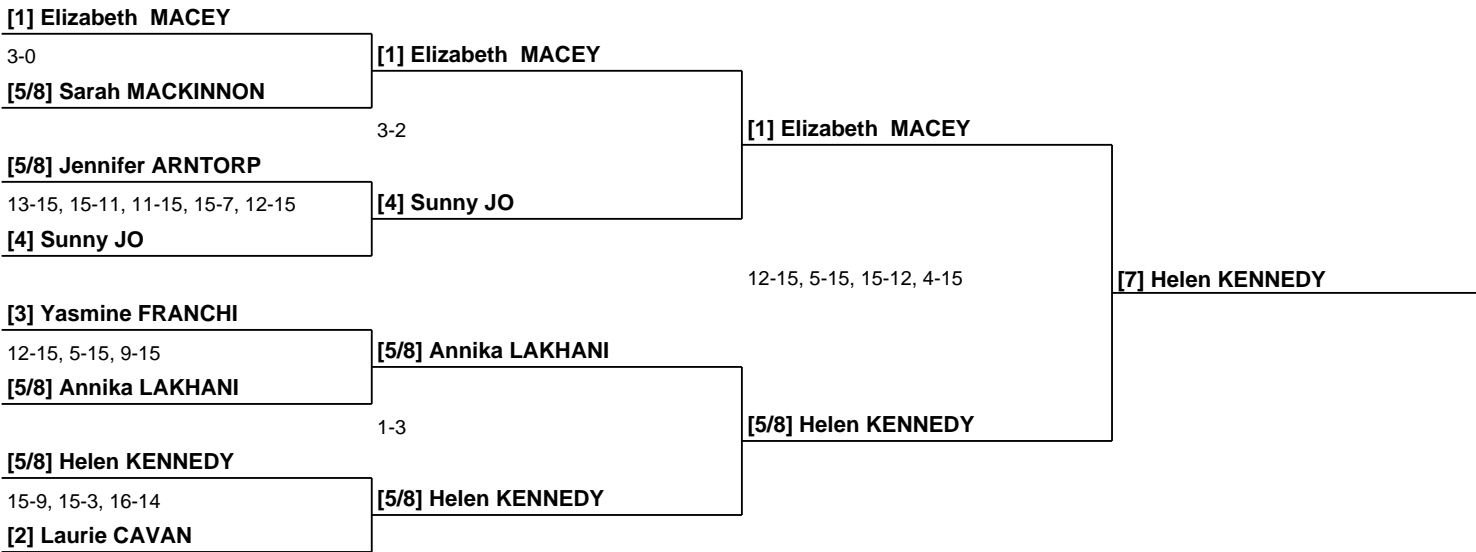 [1] Elizabeth  MACEY
3-0
[5/8] Sarah MACKINNON
[1] Elizabeth  MACEY
3-2
[1] Elizabeth  MACEY
[5/8] Jennifer ARNTORP
13-15, 15-11, 11-15, 15-7, 12-15
[4] Sunny JO
[4] Sunny JO
12-15, 5-15, 15-12, 4-15
[7] Helen KENNEDY
[3] Yasmine FRANCHI
12-15, 5-15, 9-15
[5/8] Annika LAKHANI
[5/8] Annika LAKHANI
1-3
[5/8] Helen KENNEDY
[5/8] Helen KENNEDY
15-9, 15-3, 16-14
[5/8] Helen KENNEDY
[2] Laurie CAVAN